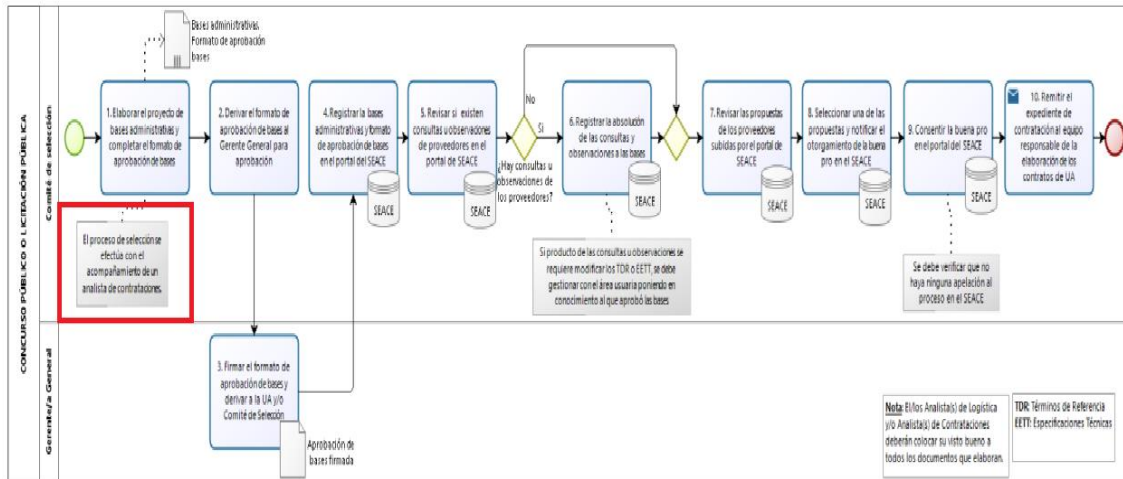 CONCURSO PÚBLICO O LICITACIÓN PÚBLICA
Comité de selección
Bases administrativas,
Formato de aprobación
bases
1. Elaborar el proyecto de
bases administrativas y
completar el formato de
aprobación de bases
2. Derivar el formato de
aprobación de bases al
Gerente General para
aprobación
4. Registrar la bases
administrativas y formato
de aprobación de bases
en el portal del SEACE
SEACE
5. Revisar si existen
consultas u observaciones
de proveedores en el
portal de SEACE
SEACE
No
Si
¿Hay consultas u
observaciones de
los proveedores?
6. Registrar la absolución
de las consultas y
observaciones a las bases
SEACE
7. Revisar las propuestas
de los proveedores
subidas por el portal de
SEACE
SEACE
8. Seleccionar una de las
propuestas y notificar el
otorgamiento de la buena
pro en el SEACE
SEACE
9. Consentir la buena pro
en el portal del SEACE
SEACE
10. Remitir el
expediente de
contratación al equipo
responsable de la
elaboración de los
contratos de UA
El proceso de selección se
efectúa con el
acompañamiento de un
analista de contrataciones.
Si producto de las consultas u observaciones se
requiere modificar los TDR o EETT, se debe
gestionar con el área usuaria poniendo en
conocimiento al que aprobó las bases
Se debe verificar que no
haya ninguna apelación al
proceso en el SEACE
Gerente/a General
3. Firmar el formato de
aprobación de bases y
derivar a la UA y/o
Comité de Selección
Aprobación de
bases firmada
Nota: El/los Analista(s) de Logística
y/o Analista(s) de Contrataciones
deberán colocar su visto bueno a
todos los documentos que elaboran.
TDR: Términos de Referencia
EETT: Especificaciones Técnicas